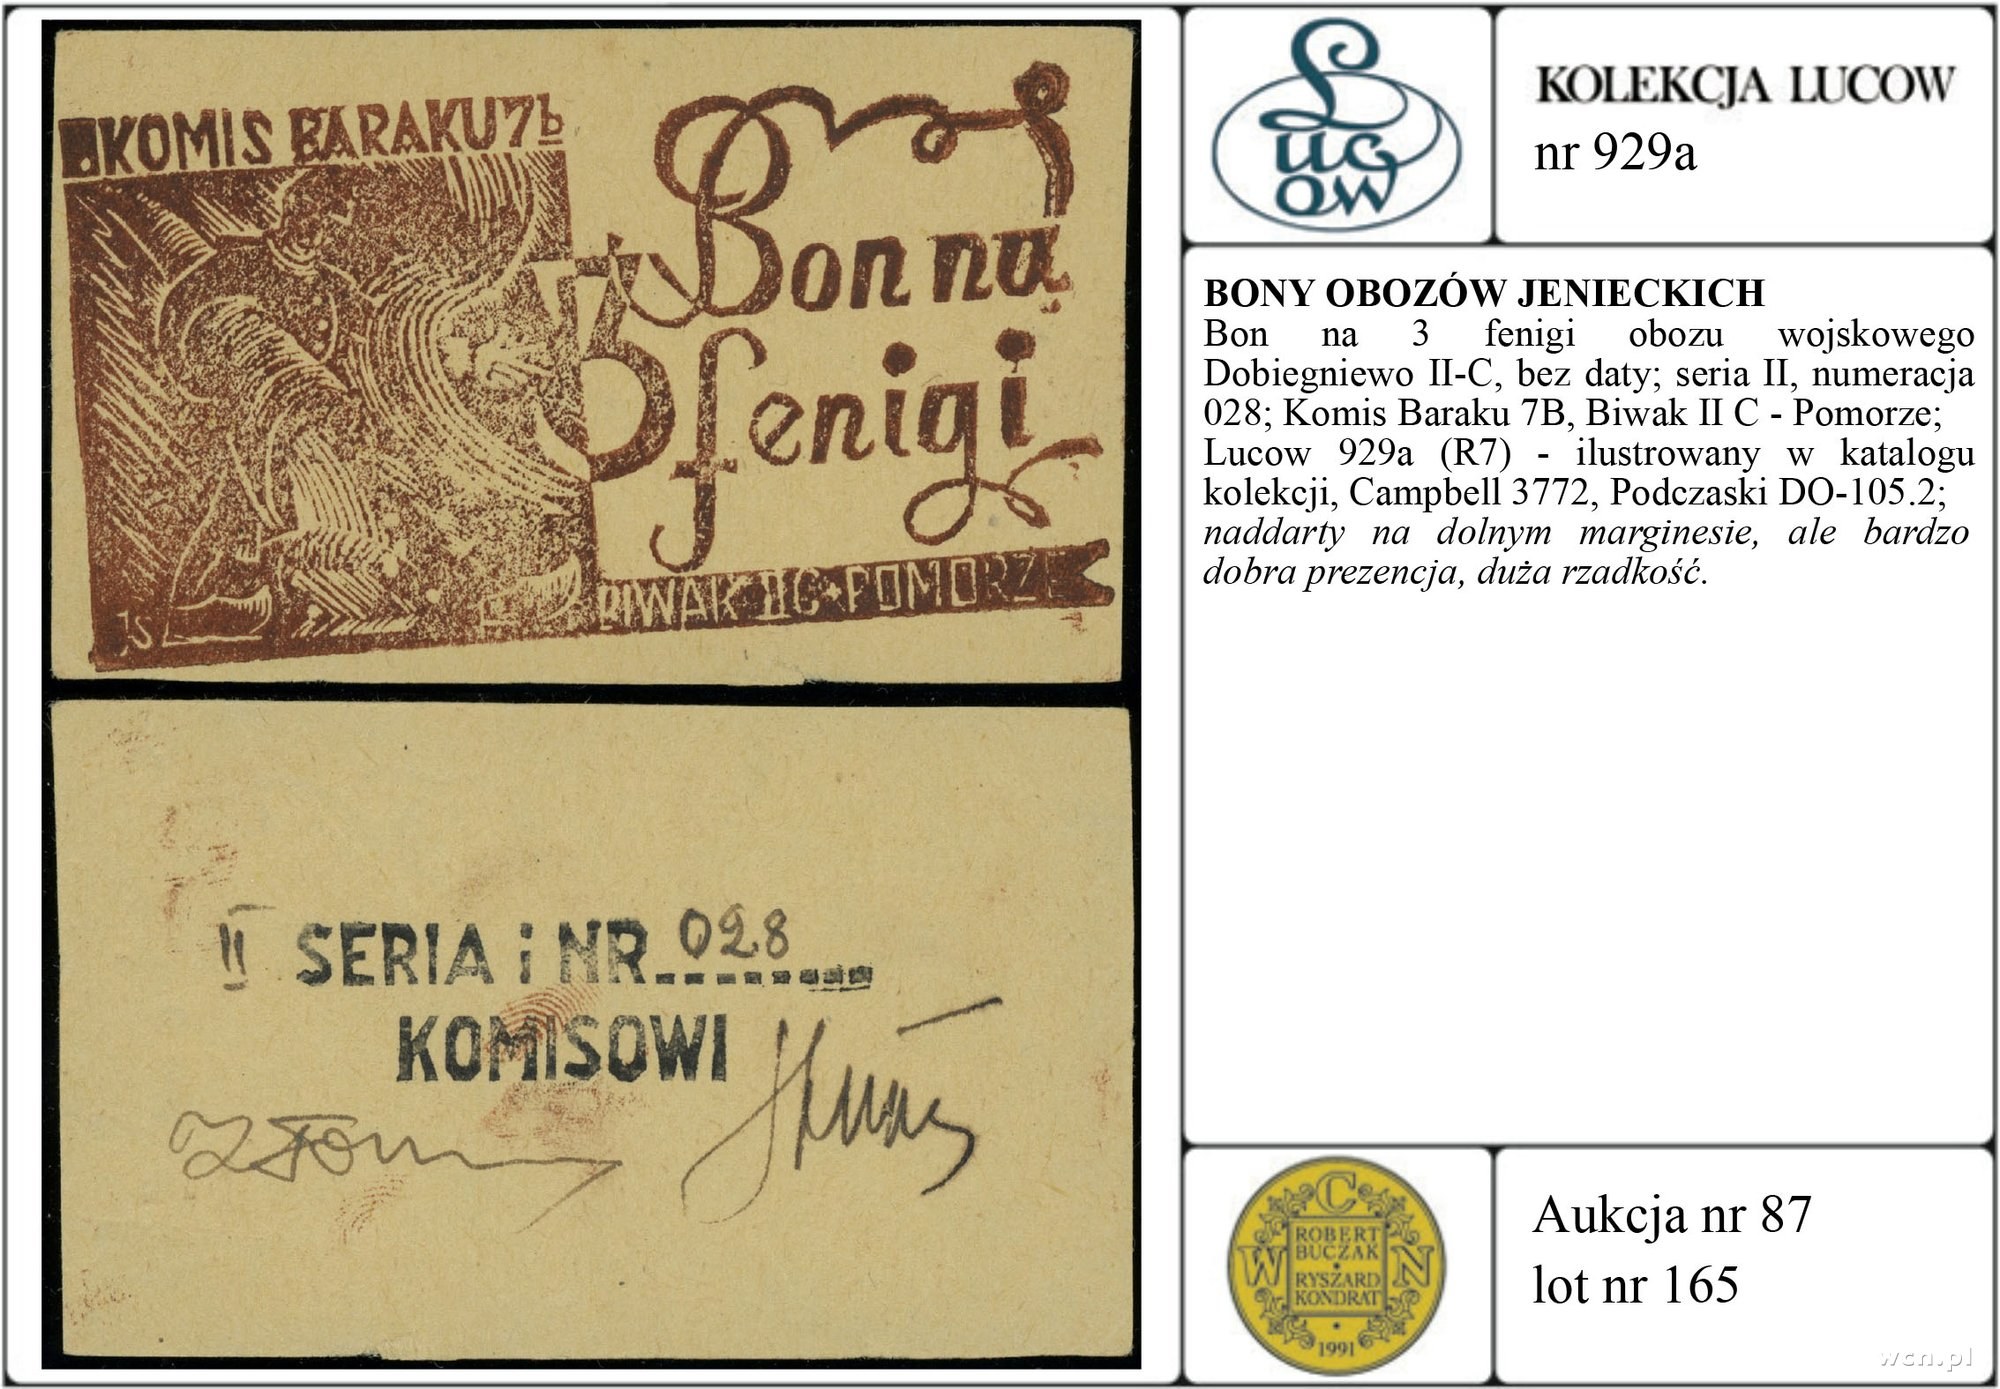 KOMIS BARAKU 7b
Bon na
3 fenigi
BIWAK II C + POMORZE
JS
II SERIA i NR 028
KOMISOWI
Lucow
KOLEKCJA LUCOW
nr 929a
BONY OBOZÓW JENIECKICH
Bon na 3 fenigi obozu wojskowego
Dobiegniewo II-C, bez daty; seria II, numeracja
028; Komis Baraku 7B, Biwak II C - Pomorze;
Lucow 929a (R7) - ilustrowany w katalogu
kolekcji, Campbell 3772, Podczaski DO-105.2;
naddarty na dolnym marginesie, ale bardzo
dobra prezencja, duża rzadkość.
WCN
ROBERT
BUCZAK
RYSZARD
KONDRAT
1991
Aukcja nr 87
lot nr 165
wcn.pl